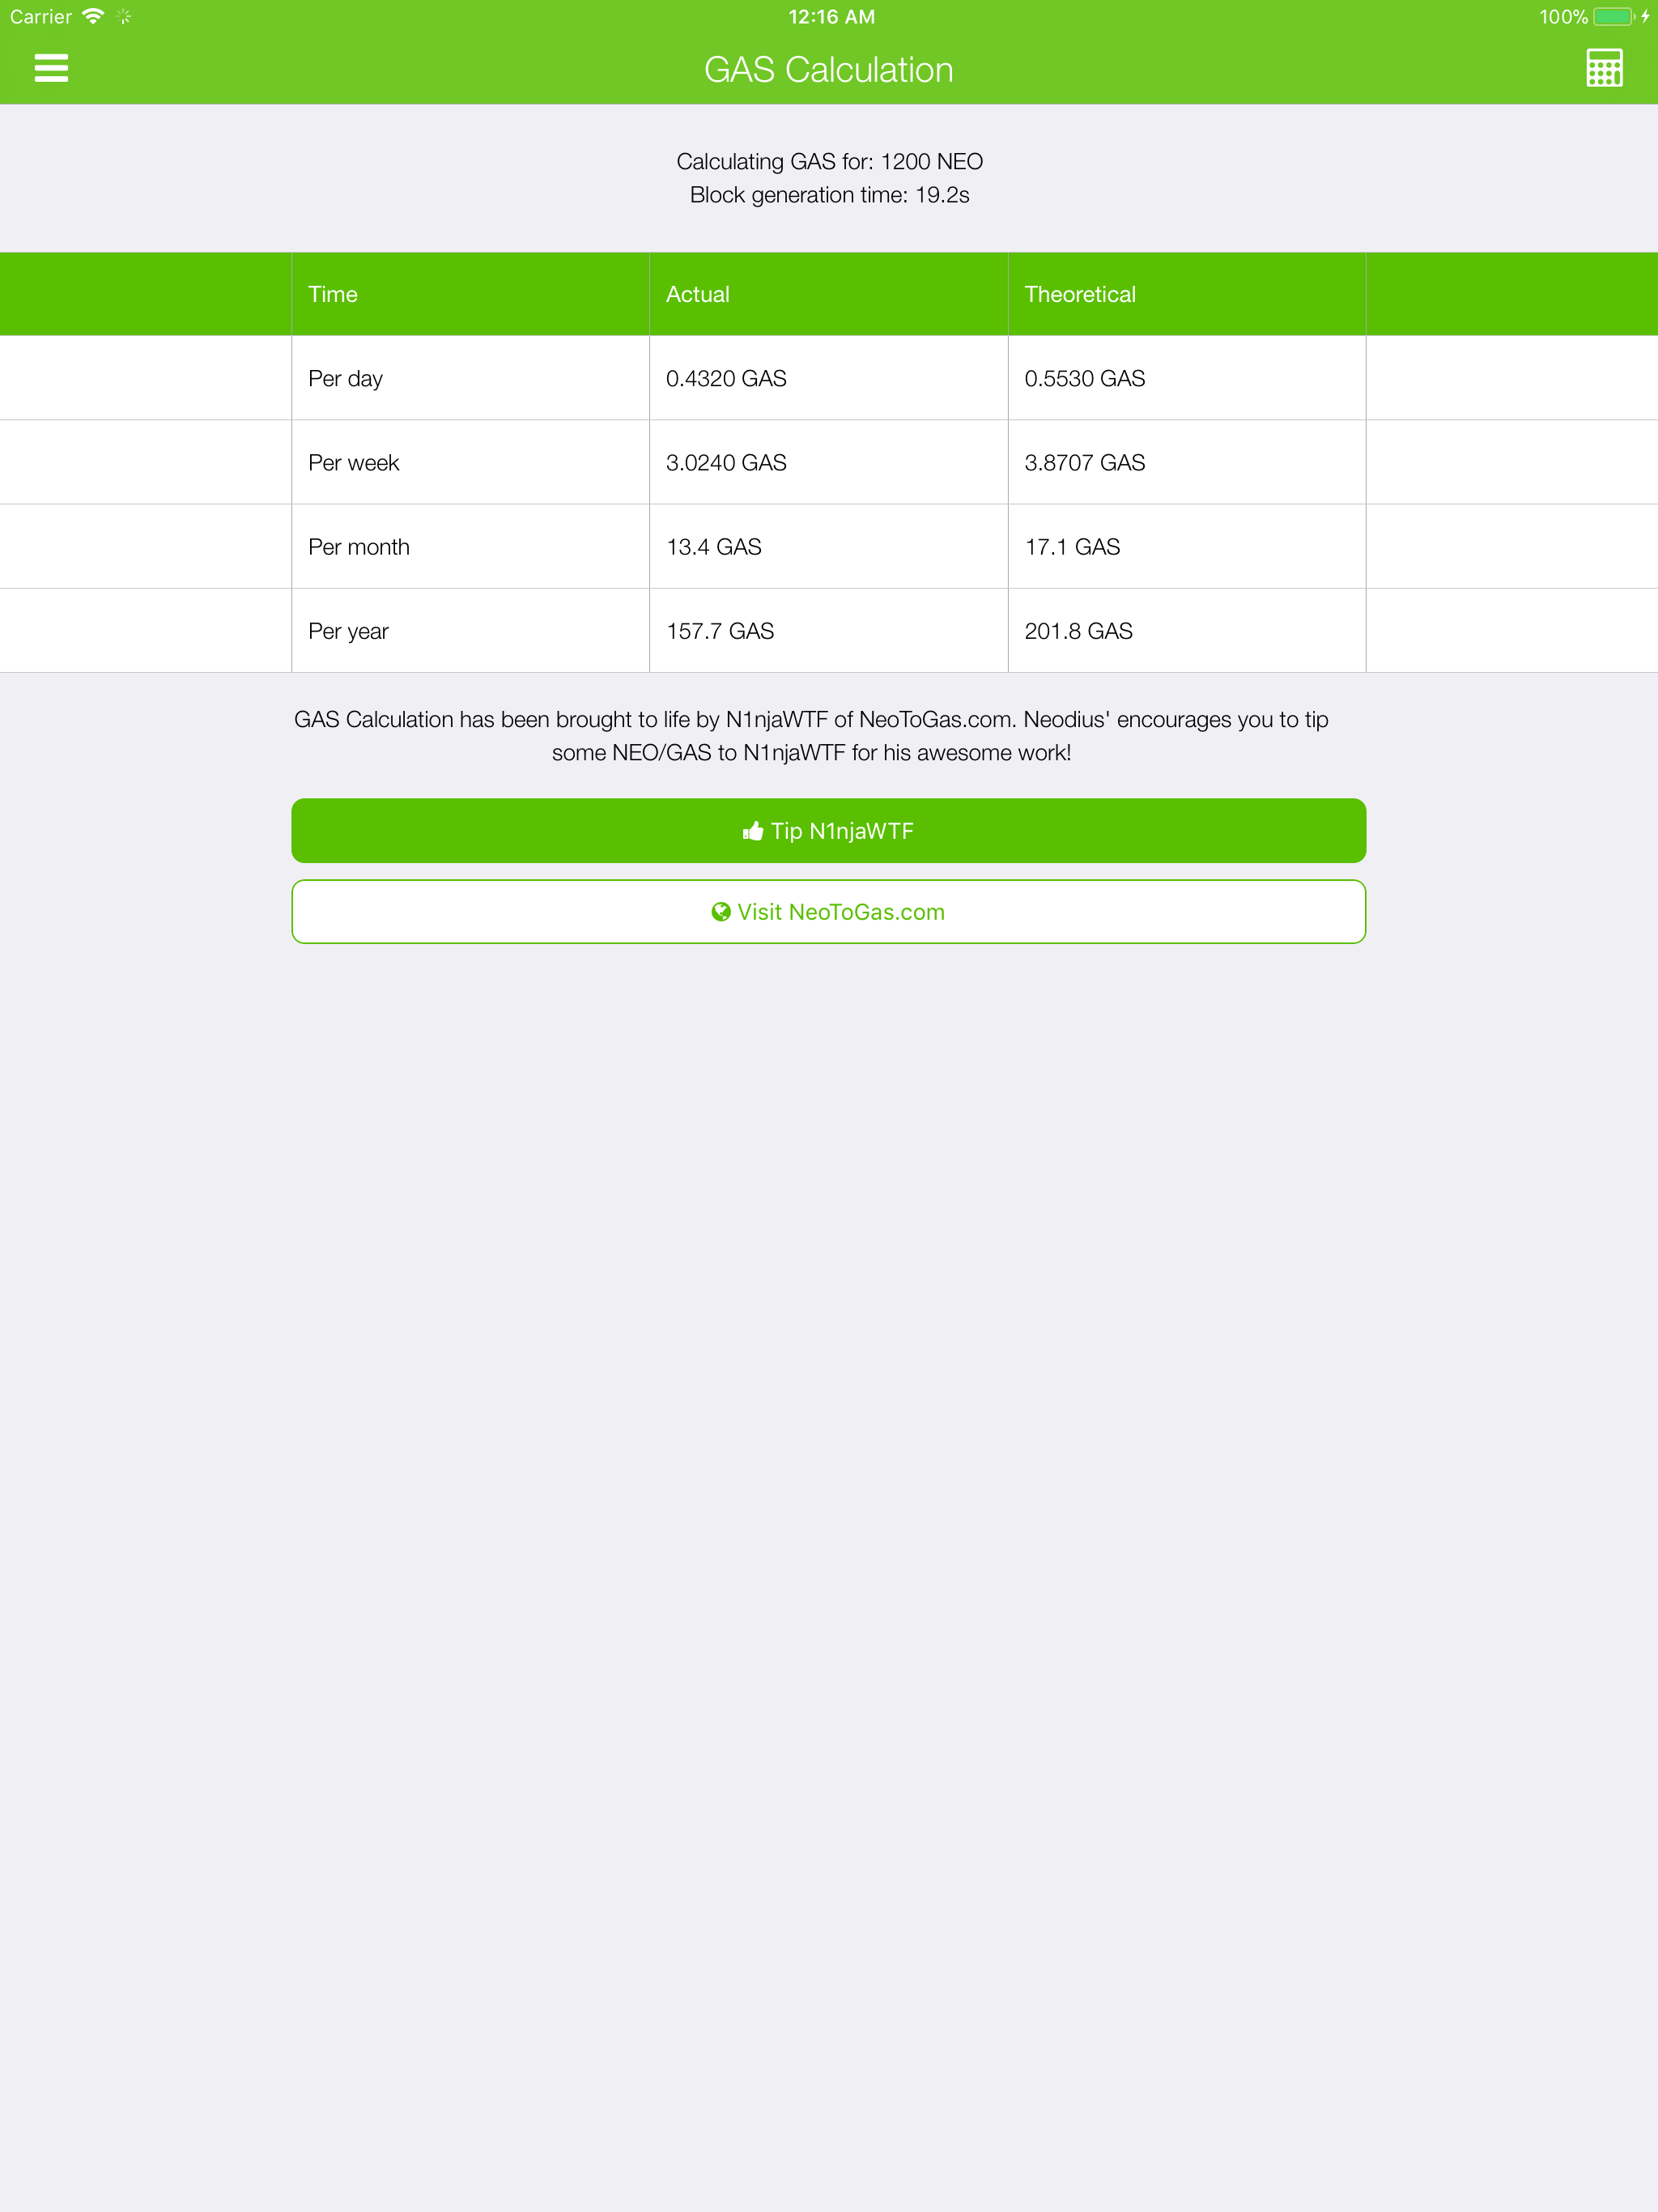 Carrier 12:16 AM 100%
GAS Calculation
Calculating GAS for: 1200 NEO
Block generation time: 19.2s
Time Actual Theoretical
Per day 0.4320 GAS 0.5530 GAS
Per week 3.0240 GAS 3.8707 GAS
Per month 13.4 GAS 17.1 GAS
Per year 157.7 GAS 201.8 GAS
GAS Calculation has been brought to life by N1njaWTF of NeoToGas.com. Neodius' encourages you to tip
some NEO/GAS to N1njaWTF for his awesome work!
Tip N1njaWTF
Visit NeoToGas.com